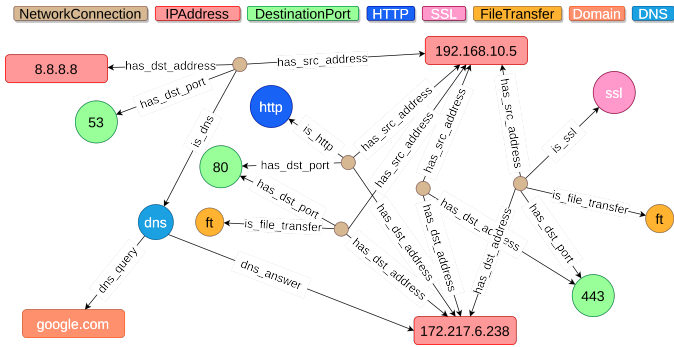 NetworkConnection IPAddress DestinationPort HTTP SSL FileTransfer Domain DNS
192.168.10.5
8.8.8.8
has_dst_address
has_src_address
has_dst_port
53
http
ssl
is_dns
is_http
has_src_address
has_src_address
has_src_address
has_src_address
is_ssl
80
has_dst_port
has_dst_port
is_file_transfer
dns
ft
is_file_transfer
ft
has_dst_address
has_dst_address
has_dst_address
has_dst_address
has_dst_address
has_dst_port
dns_query
dns_answer
443
google.com
172.217.6.238